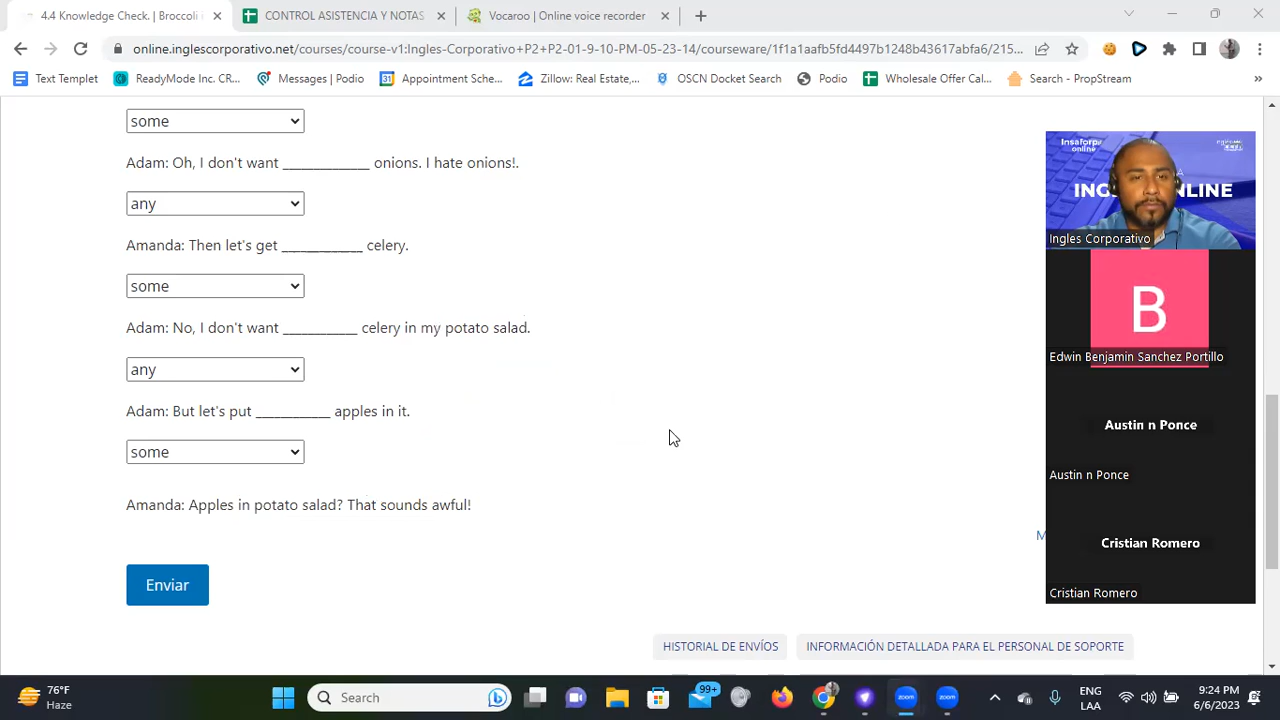 4.4 Knowledge Check. | Broccoli i
CONTROL ASISTENCIA Y NOTAS
Vocaroo | Online voice recorder
online.inglescorporativo.net/courses/course-v1:Ingles-Corporativo+P2+P2-01-9-10-PM-05-23-14/courseware/1f1a1aafb5fd4497b1248b43617abfa6/215...
Text Templet
ReadyMode Inc. CR...
Messages | Podio
31
Appointment Sche...
Zillow: Real Estate,...
OSCN Docket Search
Podio
Wholesale Offer Cal...
Search - PropStream
»
some
Adam: Oh, I don't want _____________ onions. I hate onions!.
any
Amanda: Then let's get ____________ celery.
some
Adam: No, I don't want ___________ celery in my potato salad.
any
Adam: But let's put ___________ apples in it.
some
Amanda: Apples in potato salad? That sounds awful!
Enviar
HISTORIAL DE ENVÍOS
INFORMACIÓN DETALLADA PARA EL PERSONAL DE SOPORTE
Insaforp
online
Ingles Corporativo
B
Edwin Benjamin Sanchez Portillo
Austin n Ponce
Austin n Ponce
Cristian Romero
Cristian Romero
76°F
Haze
Search
99+
zoom
zoom
ENG
LAA
9:24 PM
6/6/2023